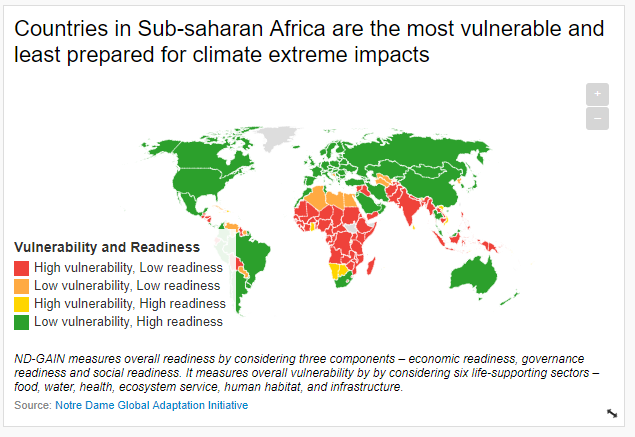 Countries in Sub-saharan Africa are the most vulnerable and
least prepared for climate extreme impacts
+
−
Vulnerability and Readiness
High vulnerability, Low readiness
Low vulnerability, Low readiness
High vulnerability, High readiness
Low vulnerability, High readiness
ND-GAIN measures overall readiness by considering three components – economic readiness, governance
readiness and social readiness. It measures overall vulnerability by by considering six life-supporting sectors –
food, water, health, ecosystem service, human habitat, and infrastructure.
Source: Notre Dame Global Adaptation Initiative